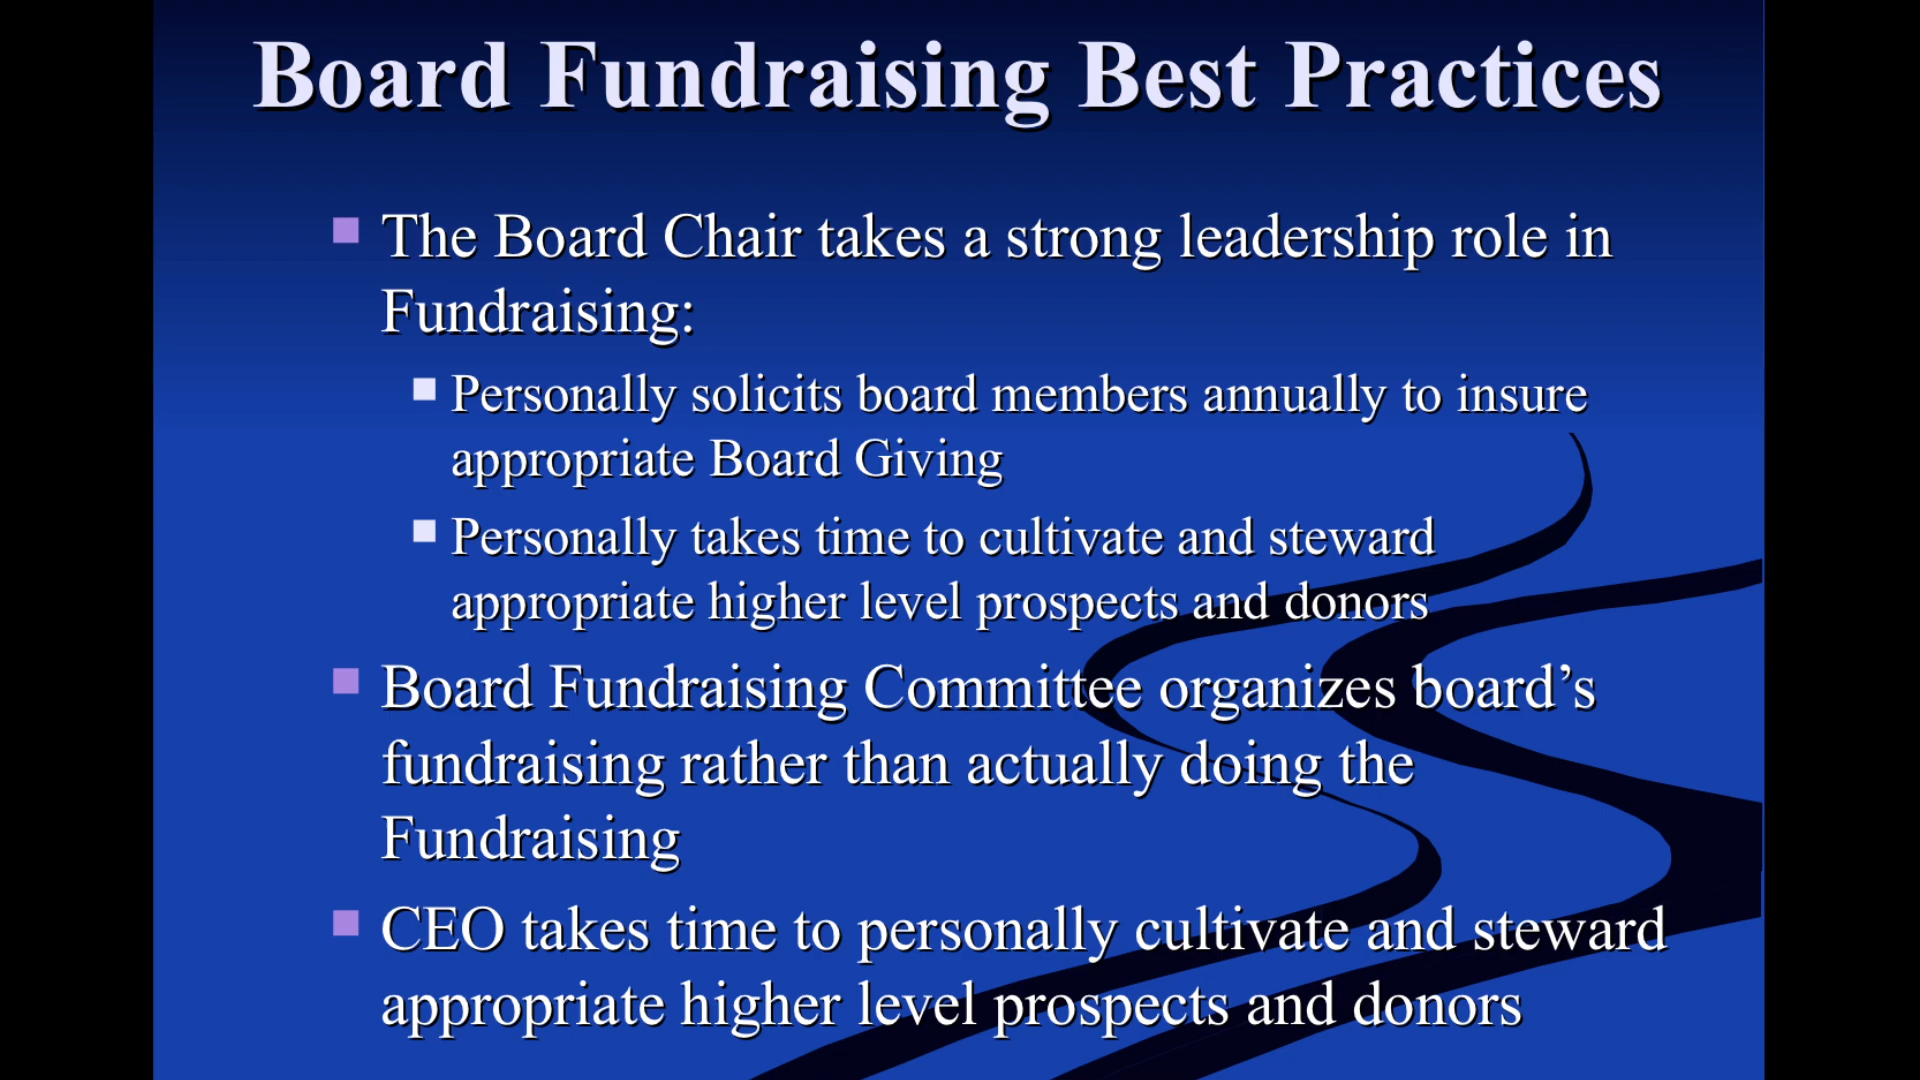 Board Fundraising Best Practices
The Board Chair takes a strong leadership role in
Fundraising:
Personally solicits board members annually to insure
appropriate Board Giving
Personally takes time to cultivate and steward
appropriate higher level prospects and donors
Board Fundraising Committee organizes board’s
fundraising rather than actually doing the
Fundraising
CEO takes time to personally cultivate and steward
appropriate higher level prospects and donors